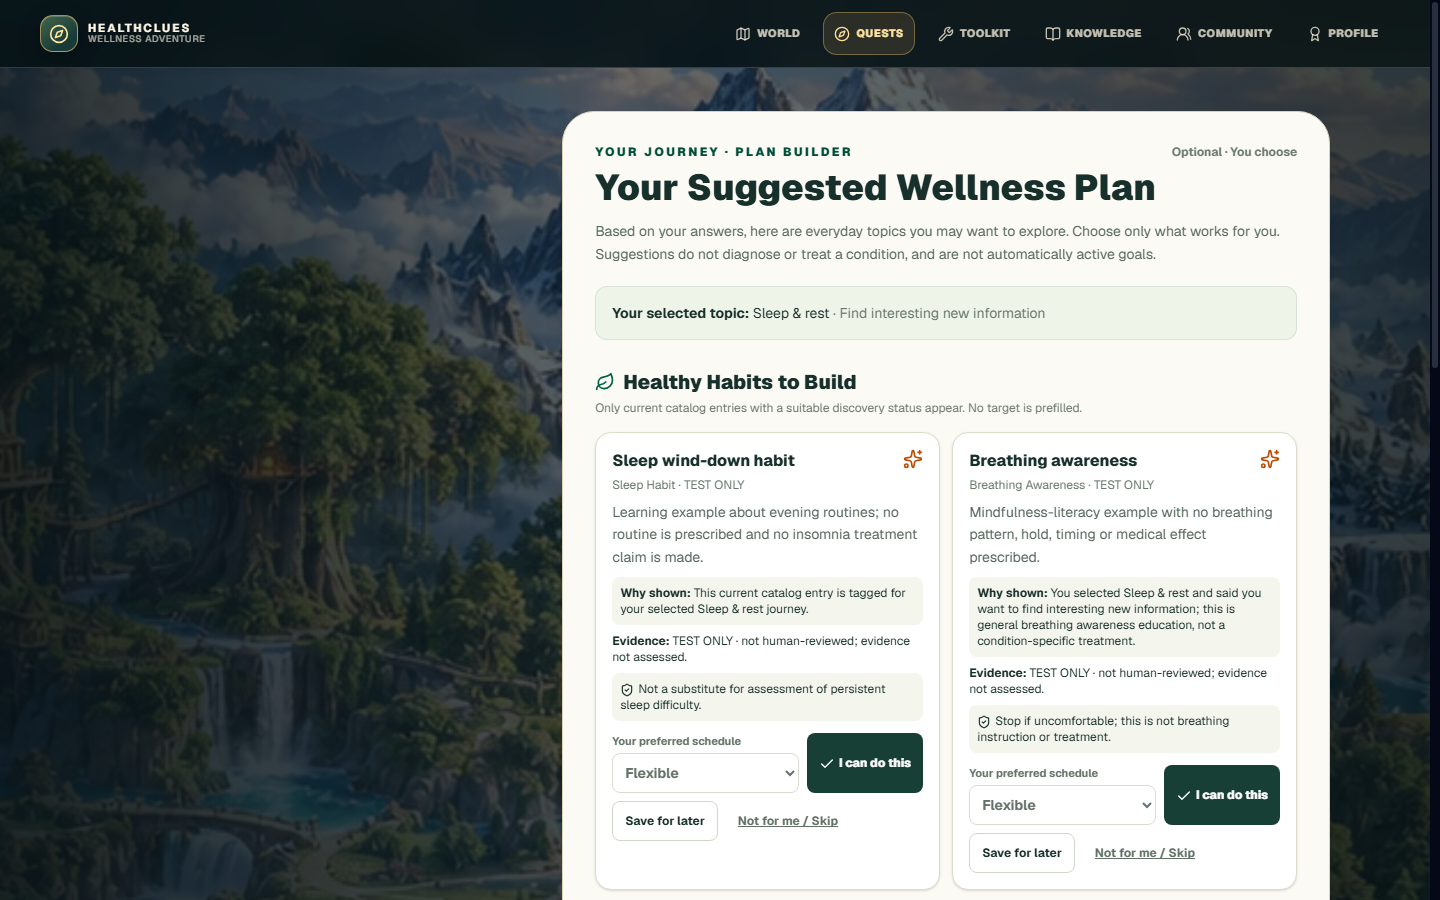 HEALTHCLUES
WELLNESS ADVENTURE
WORLD
QUESTS
TOOLKIT
KNOWLEDGE
COMMUNITY
PROFILE
YOUR JOURNEY · PLAN BUILDER
Optional · You choose
Your Suggested Wellness Plan
Based on your answers, here are everyday topics you may want to explore. Choose only what works for you.
Suggestions do not diagnose or treat a condition, and are not automatically active goals.
Your selected topic: Sleep & rest · Find interesting new information
Healthy Habits to Build
Only current catalog entries with a suitable discovery status appear. No target is prefilled.
Sleep wind-down habit
Sleep Habit · TEST ONLY
Learning example about evening routines; no
routine is prescribed and no insomnia treatment
claim is made.
Why shown: This current catalog entry is tagged for
your selected Sleep & rest journey.
Evidence: TEST ONLY · not human-reviewed; evidence
not assessed.
Not a substitute for assessment of persistent
sleep difficulty.
Your preferred schedule
Flexible
I can do this
Save for later
Not for me / Skip
Breathing awareness
Breathing Awareness · TEST ONLY
Mindfulness-literacy example with no breathing
pattern, hold, timing or medical effect
prescribed.
Why shown: You selected Sleep & rest and said you
want to find interesting new information; this is
general breathing awareness education, not a
condition-specific treatment.
Evidence: TEST ONLY · not human-reviewed; evidence
not assessed.
Stop if uncomfortable; this is not breathing
instruction or treatment.
Your preferred schedule
Flexible
I can do this
Save for later
Not for me / Skip